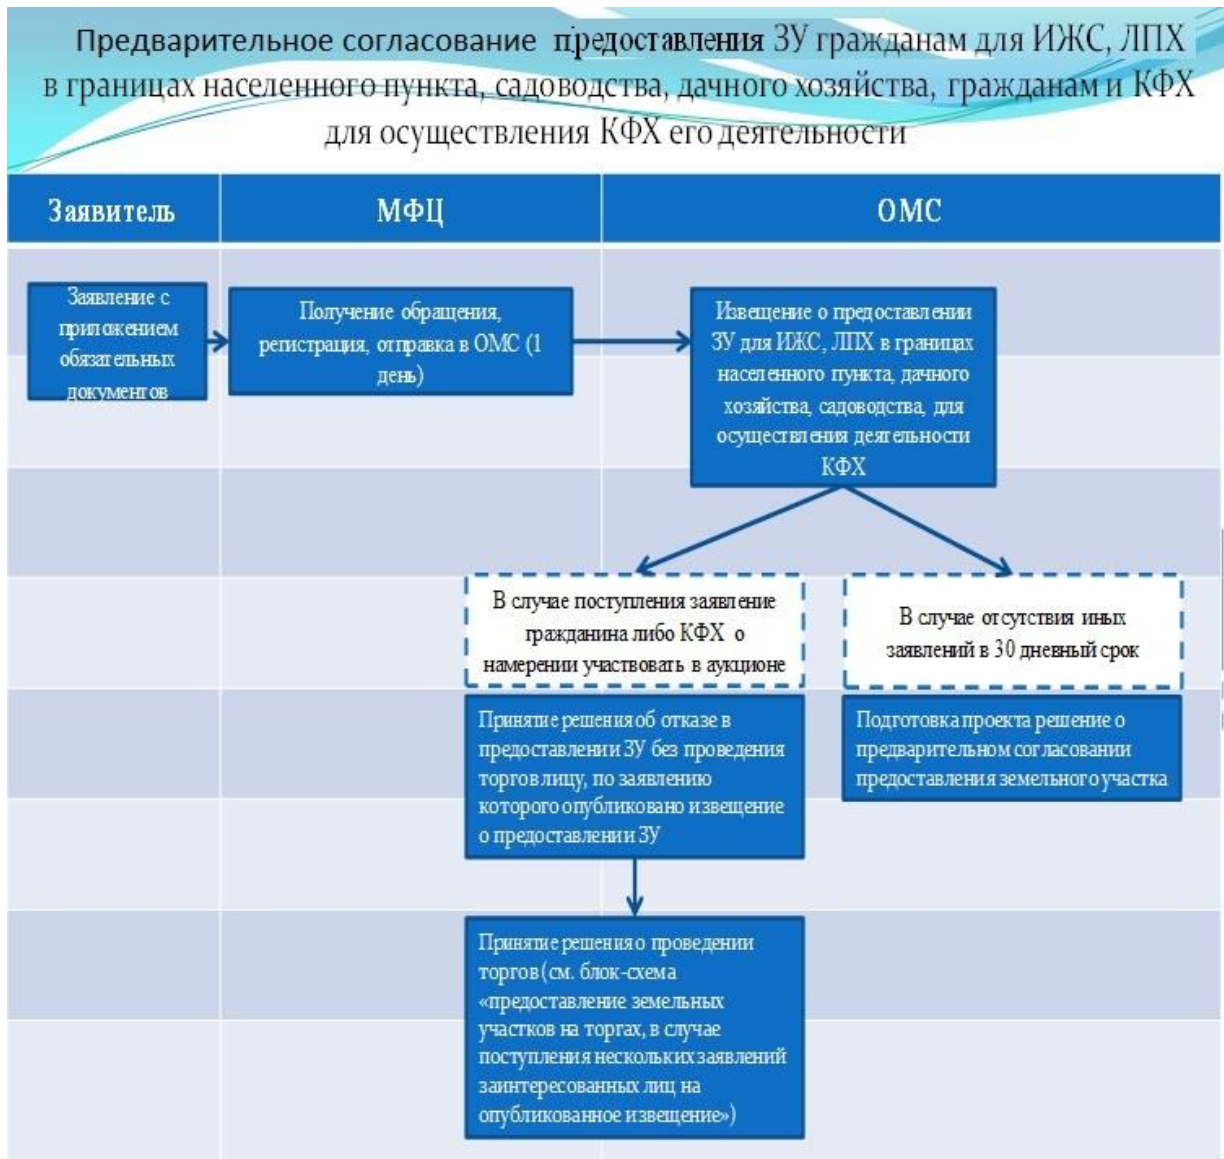 Предварительное согласование предоставления ЗУ гражданам для ИЖС, ЛПХ
в границах населенного пункта, садоводства, дачного хозяйства, гражданам и КФХ
для осуществления КФХ его деятельности
Заявитель
МФЦ
ОМС
Заявление с
приложением
обязательных
документов
Получение обращения,
регистрация, отправка в ОМС (1
день)
Извещение о предоставлении
ЗУ для ИЖС, ЛПХ в границах
населенного пункта, дачного
хозяйства, садоводства, для
осуществления деятельности
КФХ
В случае поступления заявление
гражданина либо КФХ о
намерении участвовать в аукционе
В случае отсутствия иных
заявлений в 30 дневный срок
Принятие решения об отказе в
предоставлении ЗУ без проведения
торгов лицу, по заявлению
которого опубликовано извещение
о предоставлении ЗУ
Подготовка проекта решение о
предварительном согласовании
предоставления земельного участка
Принятие решения о проведении
торгов (см. блок-схема
«предоставление земельных
участков на торгах, в случае
поступления нескольких заявлений
заинтересованных лиц на
опубликованное извещение»)